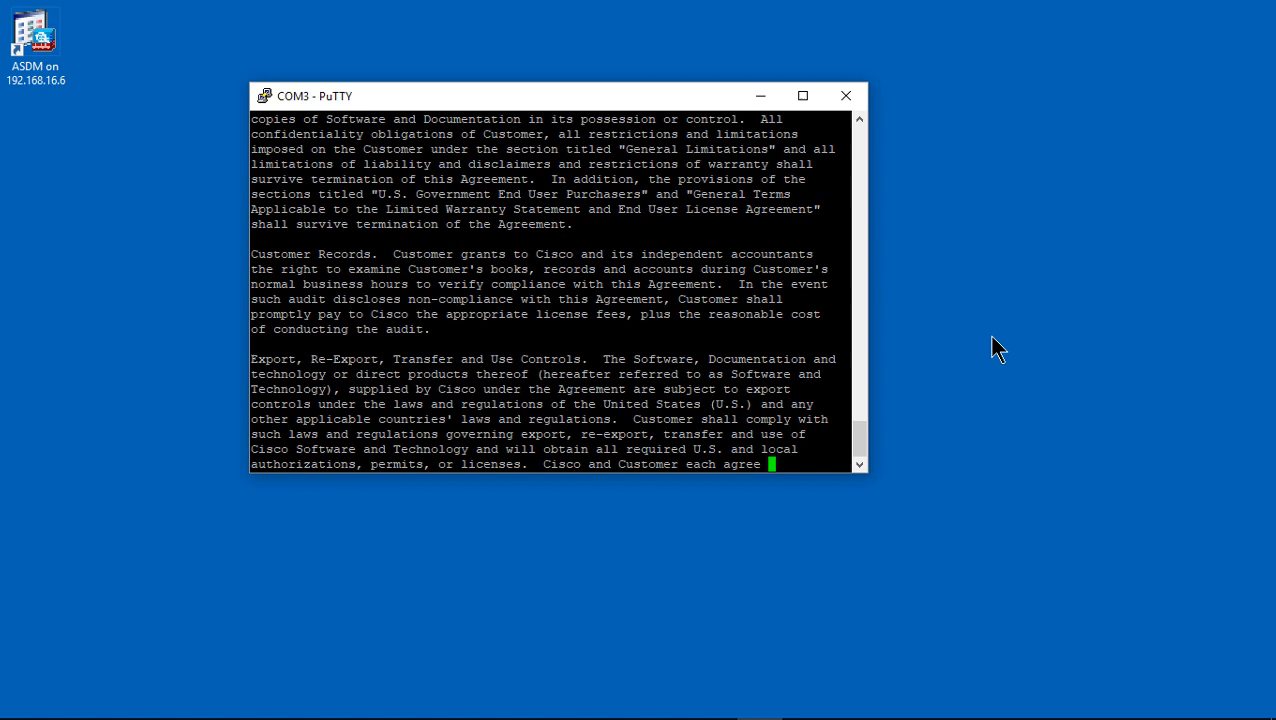 ASDM on
192.168.16.6
COM3 - PuTTY
copies of Software and Documentation in its possession or control.  All
confidentiality obligations of Customer, all restrictions and limitations
imposed on the Customer under the section titled "General Limitations" and all
limitations of liability and disclaimers and restrictions of warranty shall
survive termination of this Agreement.  In addition, the provisions of the
sections titled "U.S. Government End User Purchasers" and "General Terms
Applicable to the Limited Warranty Statement and End User License Agreement"
shall survive termination of the Agreement.
Customer Records.  Customer grants to Cisco and its independent accountants
the right to examine Customer's books, records and accounts during Customer's
normal business hours to verify compliance with this Agreement.  In the event
such audit discloses non-compliance with this Agreement, Customer shall
promptly pay to Cisco the appropriate license fees, plus the reasonable cost
of conducting the audit.
Export, Re-Export, Transfer and Use Controls.  The Software, Documentation and
technology or direct products thereof (hereafter referred to as Software and
Technology), supplied by Cisco under the Agreement are subject to export
controls under the laws and regulations of the United States (U.S.) and any
other applicable countries' laws and regulations.  Customer shall comply with
such laws and regulations governing export, re-export, transfer and use of
Cisco Software and Technology and will obtain all required U.S. and local
authorizations, permits, or licenses.  Cisco and Customer each agree